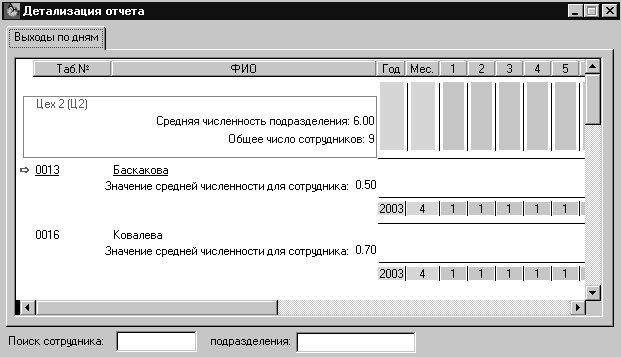 Детализация отчета
Выходы по дням
Таб.№ ФИО Год Мес. 1 2 3 4 5
Цех 2 (Ц2)
Средняя численность подразделения: 6.00
Общее число сотрудников: 9
0013 Баскакова
Значение средней численности для сотрудника: 0.50
2003 4 1 1 1 1 1
0016 Ковалева
Значение средней численности для сотрудника: 0.70
2003 4 1 1 1 1 1
Поиск сотрудника: подразделения: